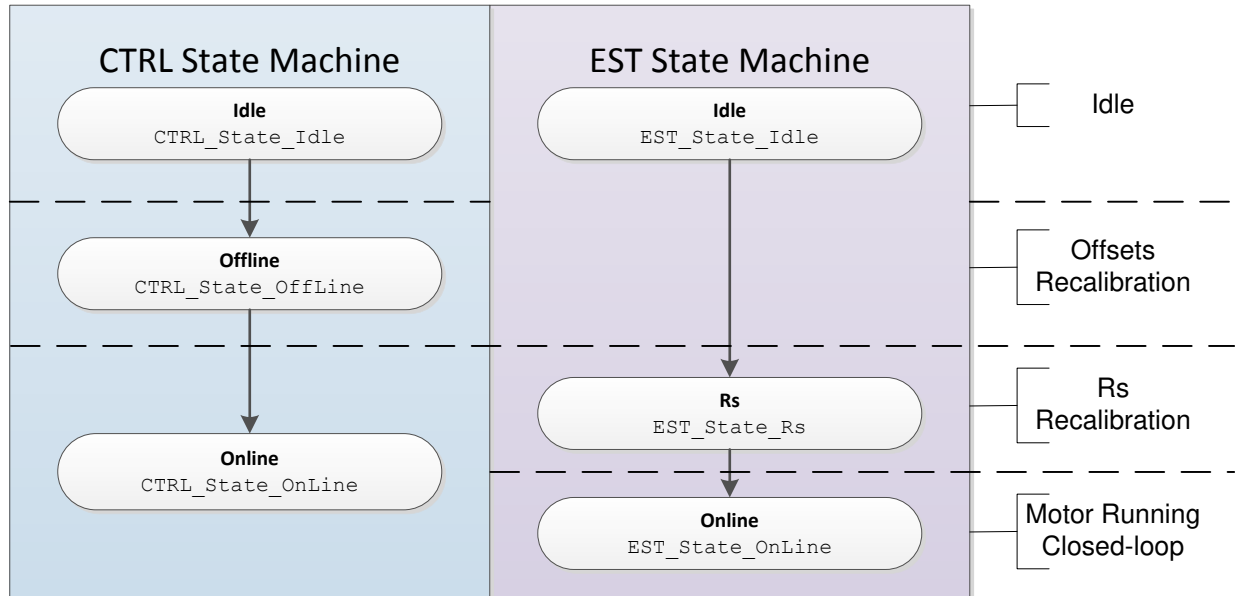 CTRL State Machine
EST State Machine
Idle
CTRL_State_Idle
Idle
EST_State_Idle
Idle
Offline
CTRL_State_OffLine
Offsets
Recalibration
Rs
EST_State_Rs
Rs
Recalibration
Online
CTRL_State_OnLine
Online
EST_State_OnLine
Motor Running
Closed-loop